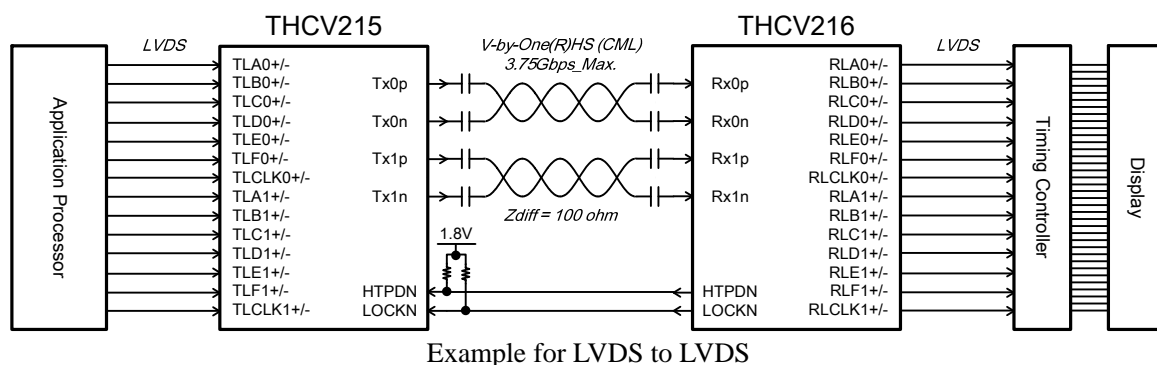 THCV215
THCV216
LVDS
V-by-One(R)HS (CML)
3.75Gbps_Max.
LVDS
Application Processor
TLA0+/-
TLB0+/-
TLC0+/-
TLD0+/-
TLE0+/-
TLF0+/-
TLCLK0+/-
TLA1+/-
TLB1+/-
TLC1+/-
TLD1+/-
TLE1+/-
TLF1+/-
TLCLK1+/-
Tx0p
Tx0n
Tx1p
Tx1n
HTPDN
LOCKN
Zdiff = 100 ohm
1.8V
Rx0p
Rx0n
Rx1p
Rx1n
HTPDN
LOCKN
RLA0+/-
RLB0+/-
RLC0+/-
RLD0+/-
RLE0+/-
RLF0+/-
RLCLK0+/-
RLA1+/-
RLB1+/-
RLC1+/-
RLD1+/-
RLE1+/-
RLF1+/-
RLCLK1+/-
Timing Controller
Display
Example for LVDS to LVDS